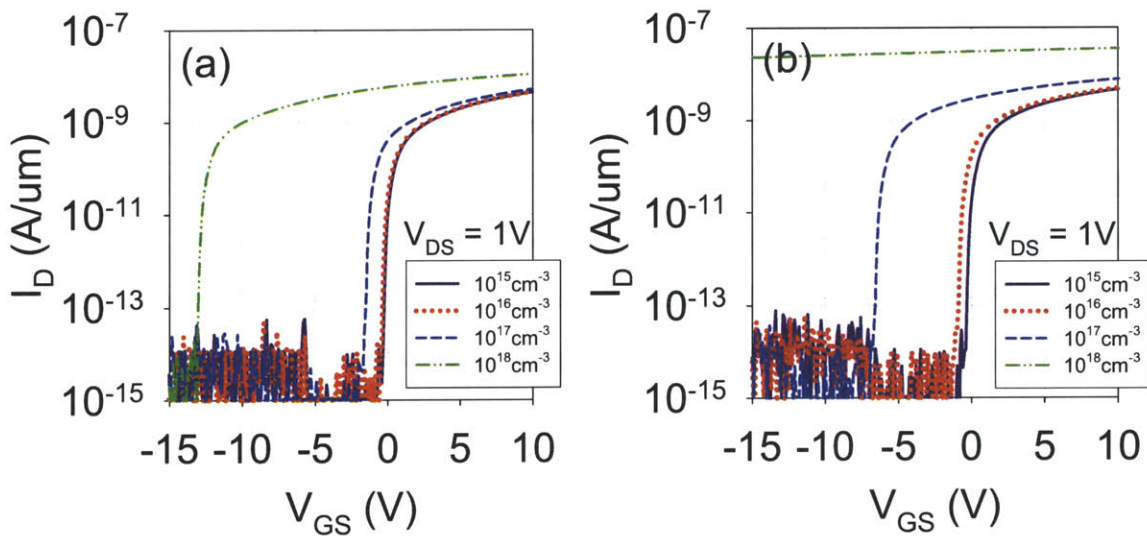 (a)
I_D (A/um)
10^-7
10^-9
10^-11
10^-13
10^-15
V_DS = 1V
10^15cm^-3
10^16cm^-3
10^17cm^-3
10^18cm^-3
-15 -10 -5 0 5 10
V_GS (V)
(b)
I_D (A/um)
10^-7
10^-9
10^-11
10^-13
10^-15
V_DS = 1V
10^15cm^-3
10^16cm^-3
10^17cm^-3
10^18cm^-3
-15 -10 -5 0 5 10
V_GS (V)